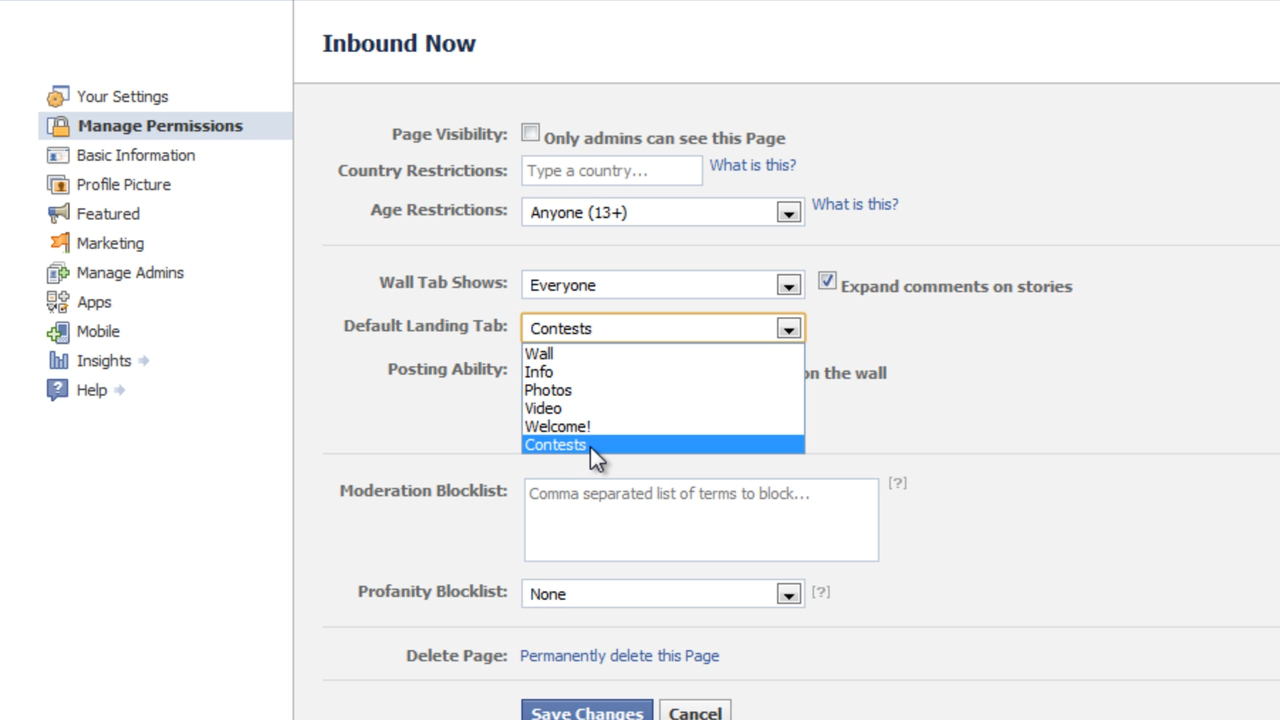 Inbound Now
Your Settings
Manage Permissions
Basic Information
Profile Picture
Featured
Marketing
Manage Admins
Apps
Mobile
Insights
Help
Page Visibility: Only admins can see this Page
Country Restrictions: Type a country... What is this?
Age Restrictions: Anyone (13+) What is this?
Wall Tab Shows: Everyone Expand comments on stories
Default Landing Tab: Contests
Wall
Info
Photos
Video
Welcome!
Contests
Posting Ability: on the wall
Moderation Blocklist: Comma separated list of terms to block... [?]
Profanity Blocklist: None [?]
Delete Page: Permanently delete this Page
Save Changes Cancel